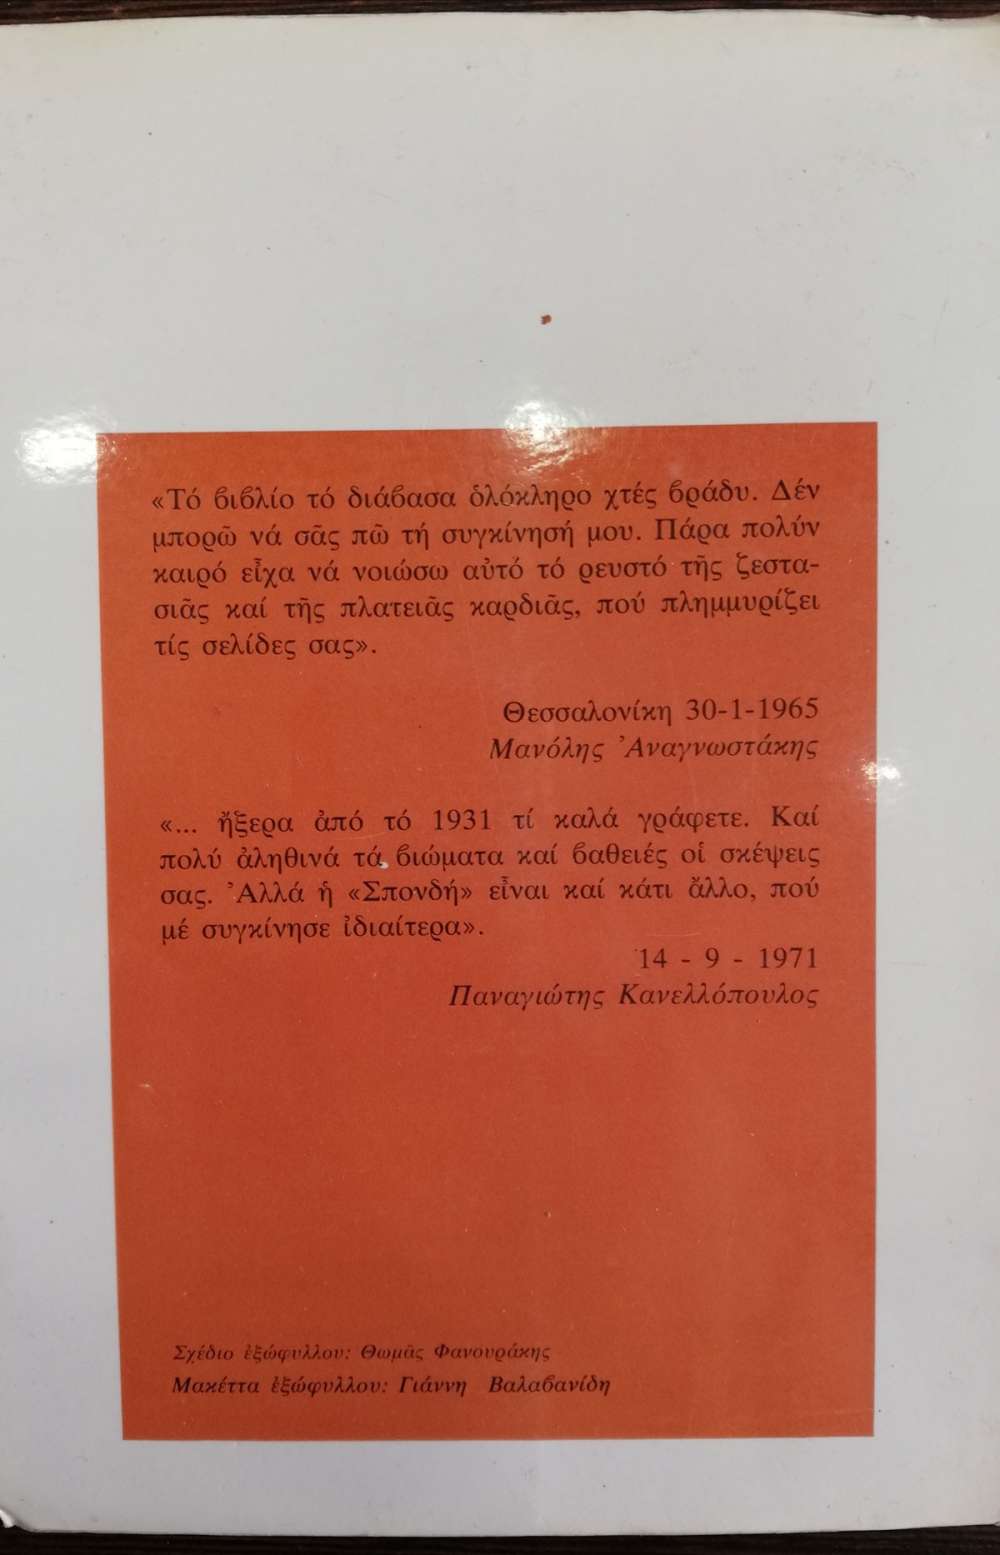 «Τό βιβλίο τό διάβασα ὁλόκληρο χτές βράδυ. Δέν
μπορῶ νά σᾶς πῶ τή συγκίνησή μου. Πάρα πολύν
καιρό εἶχα νά νοιώσω αὐτό τό ρευστό τῆς ζεστα-
σιᾶς καί τῆς πλατειᾶς καρδιᾶς, πού πλημμυρίζει
τίς σελίδες σας».
Θεσσαλονίκη 30-1-1965
Μανόλης Ἀναγνωστάκης
«... ἤξερα ἀπό τό 1931 τί καλά γράφετε. Καί
πολύ ἀληθινά τά βιώματα καί βαθειές οἱ σκέψεις
σας. Ἀλλά ἡ «Σπονδή» εἶναι καί κάτι ἄλλο, πού
μέ συγκίνησε ἰδιαίτερα».
14 - 9 - 1971
Παναγιώτης Κανελλόπουλος
Σχέδιο ἐξώφυλλου: Θωμᾶς Φανουράκης
Μακέττα ἐξώφυλλου: Γιάννη Βαλαβανίδη